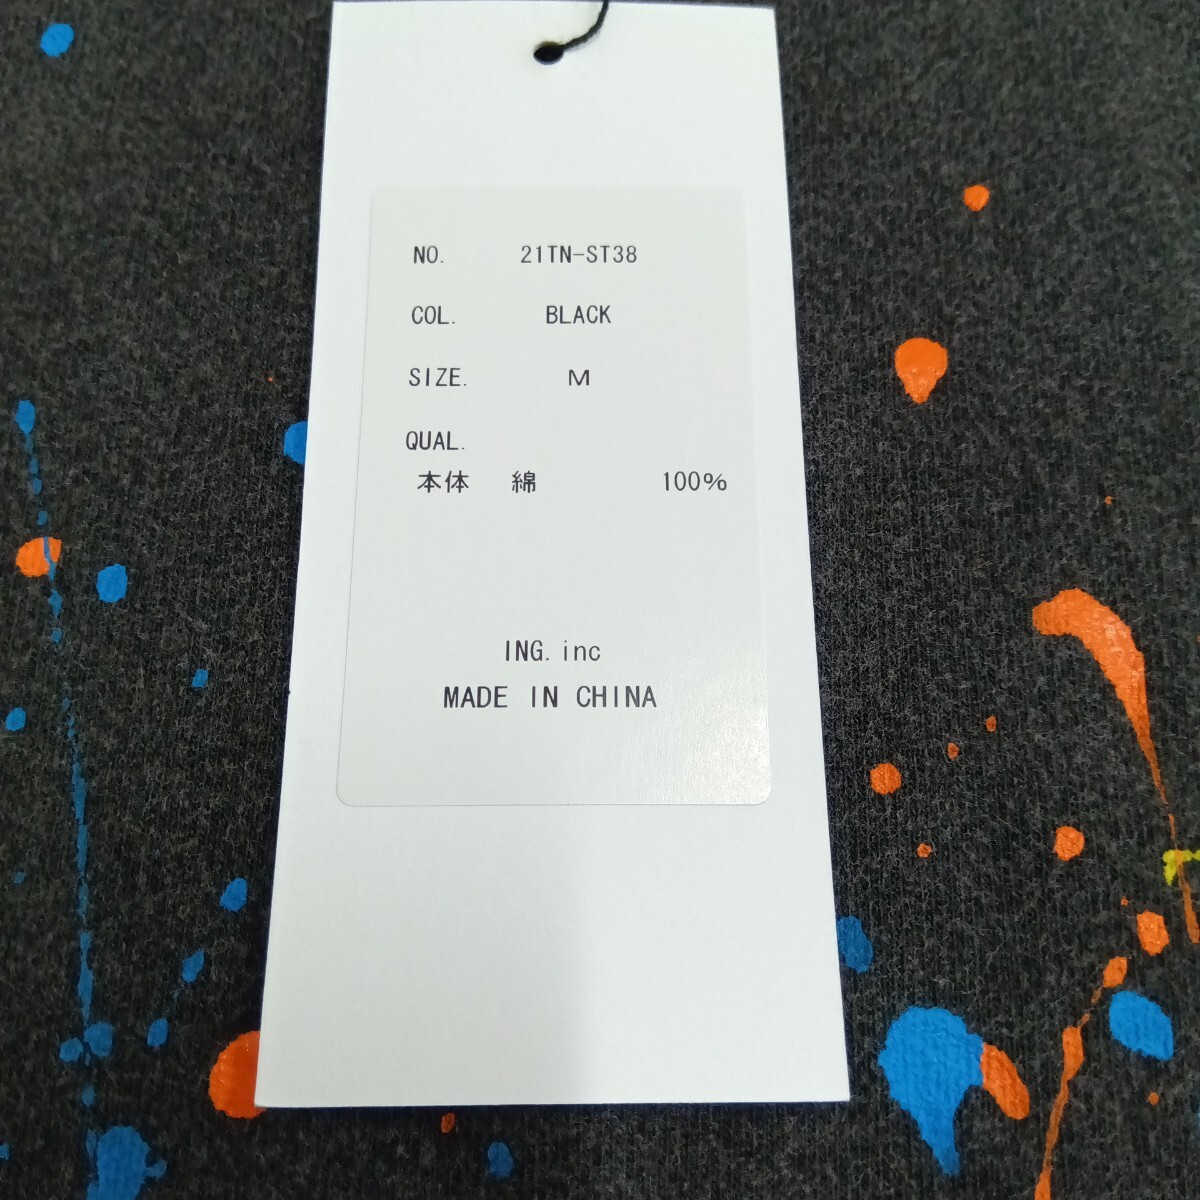 NO. 21TN-ST38
COL. BLACK
SIZE. M
QUAL.
本体 綿 100%
ING.inc
MADE IN CHINA